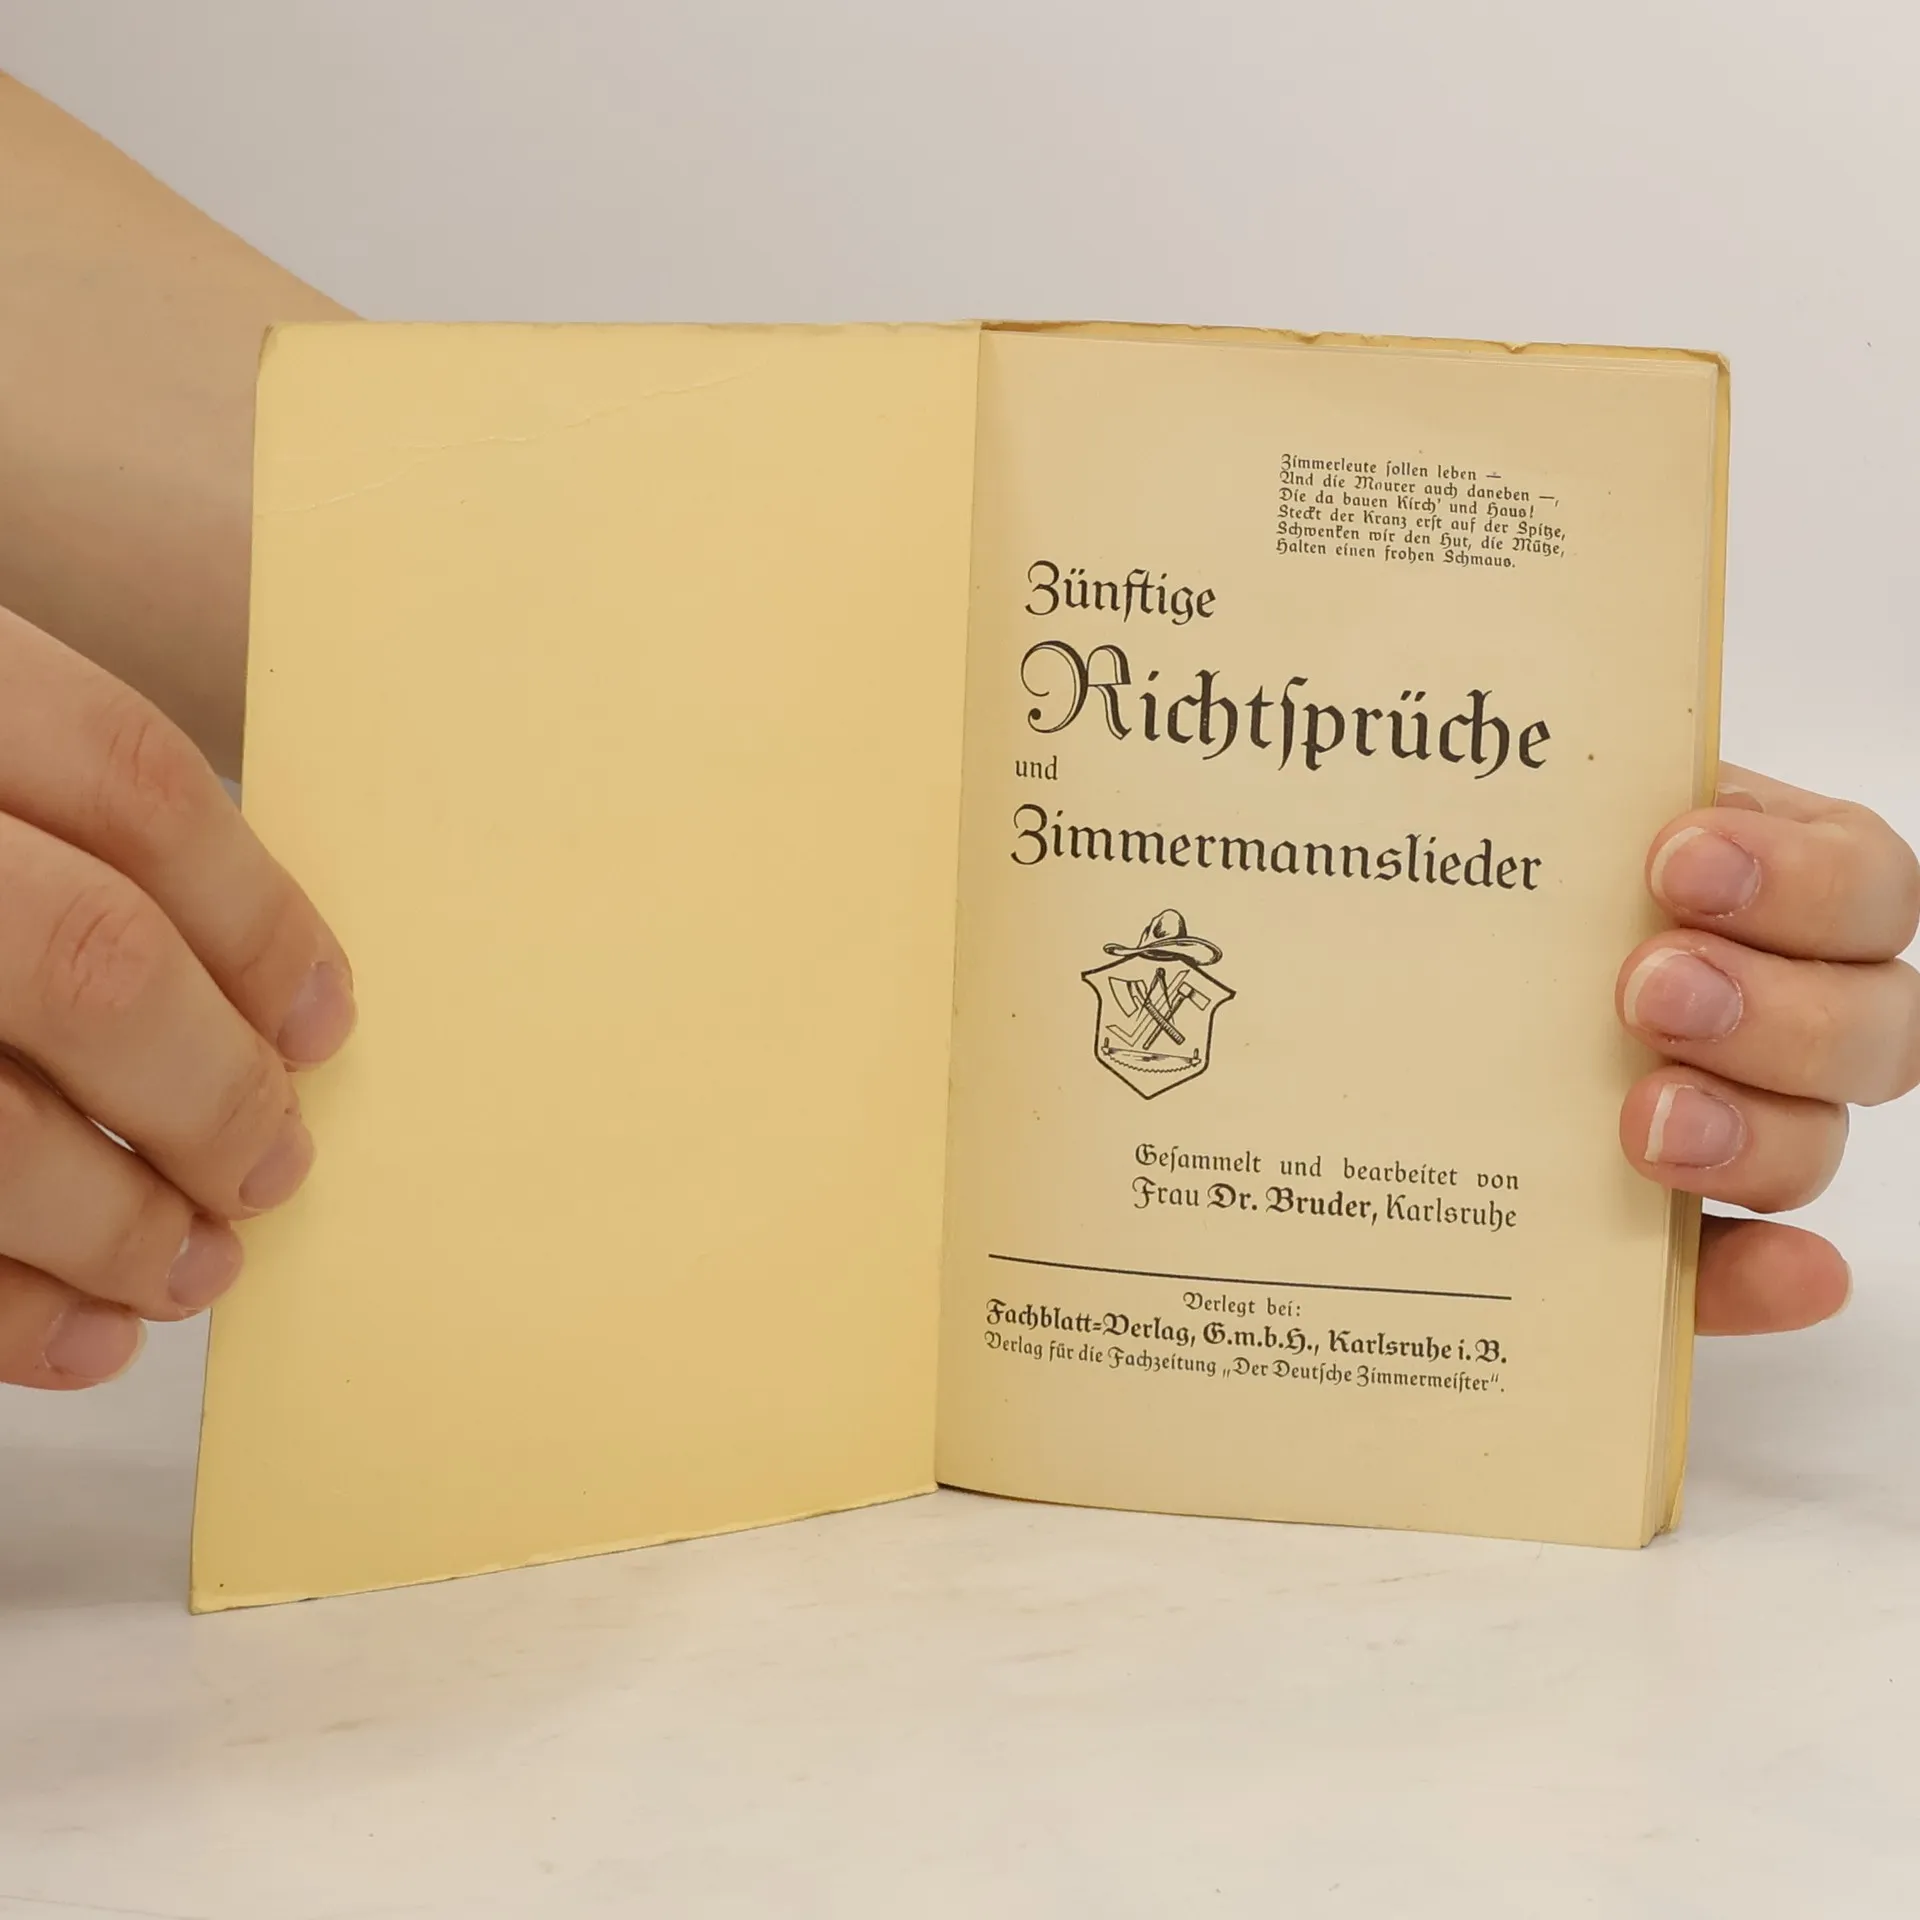 Zimmerleute sollen leben —
Und die Maurer auch daneben —,
Die da bauen Kirch' und Haus!
Steckt der Kranz erst auf der Spitze,
Schwenken wir den Hut, die Mütze,
Halten einen frohen Schmaus.
Zünftige
Richtsprüche
und
Zimmermannslieder
Gesammelt und bearbeitet von
Frau Dr. Bruder, Karlsruhe
Verlegt bei:
Fachblatt=Verlag, G.m.b.H., Karlsruhe i. B.
Verlag für die Fachzeitung „Der Deutsche Zimmermeister“.